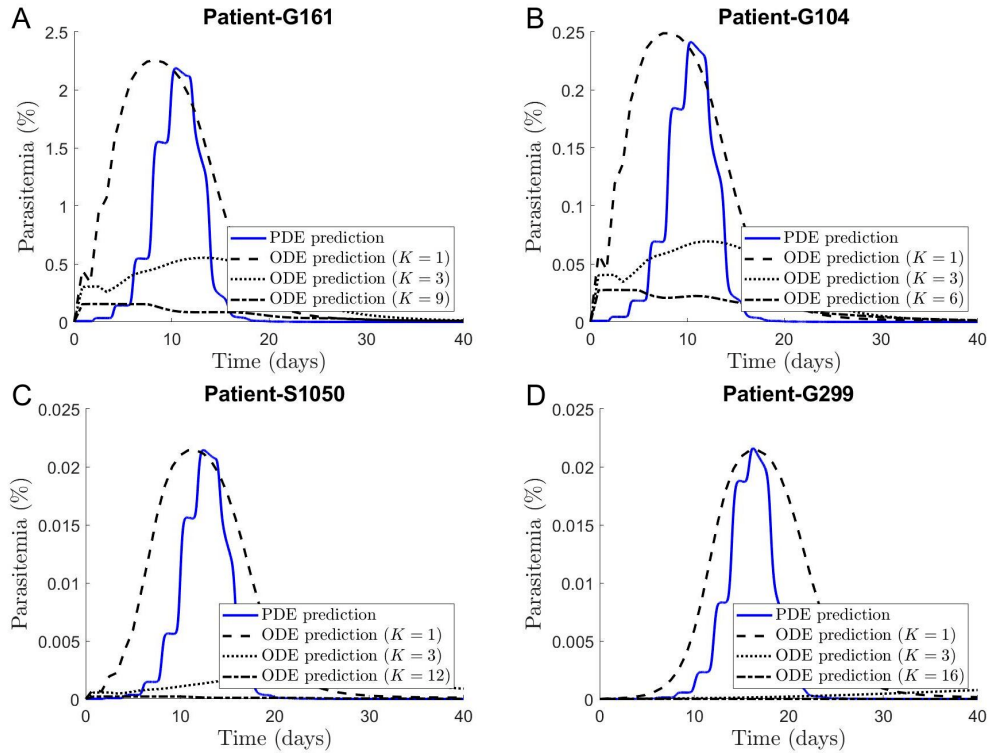 A
Patient-G161
Parasitemia (%)
2.5
2
1.5
1
0.5
0
PDE prediction
ODE prediction (K = 1)
ODE prediction (K = 3)
ODE prediction (K = 9)
0 10 20 30 40
Time (days)
B
Patient-G104
Parasitemia (%)
0.25
0.2
0.15
0.1
0.05
0
PDE prediction
ODE prediction (K = 1)
ODE prediction (K = 3)
ODE prediction (K = 6)
0 10 20 30 40
Time (days)
C
Patient-S1050
Parasitemia (%)
0.025
0.02
0.015
0.01
0.005
0
PDE prediction
ODE prediction (K = 1)
ODE prediction (K = 3)
ODE prediction (K = 12)
0 10 20 30 40
Time (days)
D
Patient-G299
Parasitemia (%)
0.025
0.02
0.015
0.01
0.005
0
PDE prediction
ODE prediction (K = 1)
ODE prediction (K = 3)
ODE prediction (K = 16)
0 10 20 30 40
Time (days)